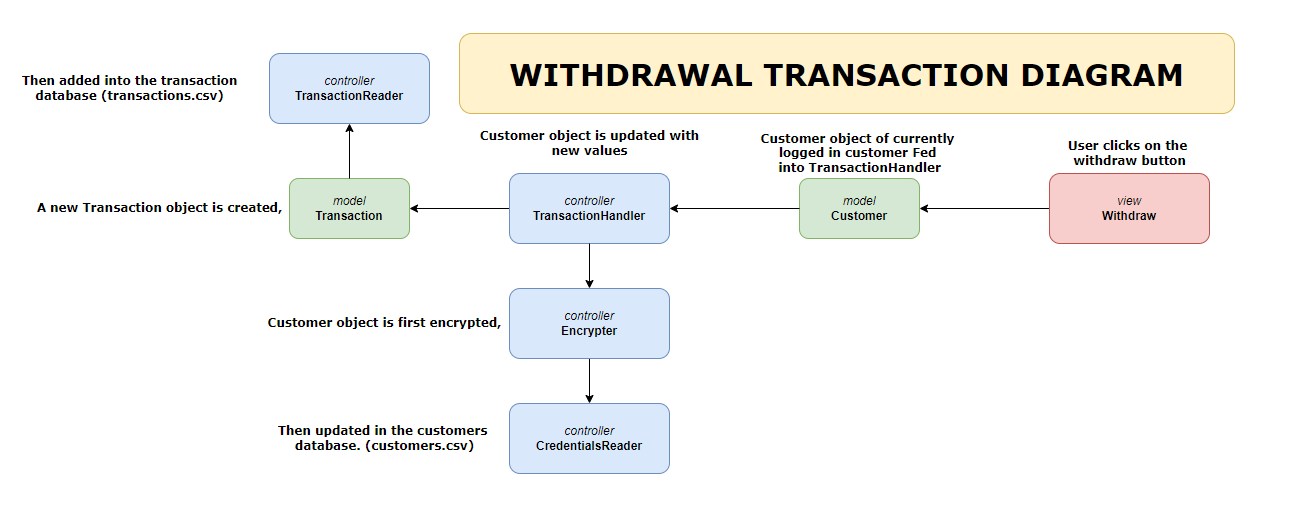 WITHDRAWAL TRANSACTION DIAGRAM
Then added into the transaction
database (transactions.csv)
controller
TransactionReader
Customer object is updated with
new values
Customer object of currently
logged in customer Fed
into TransactionHandler
User clicks on the
withdraw button
A new Transaction object is created,
model
Transaction
controller
TransactionHandler
model
Customer
view
Withdraw
Customer object is first encrypted,
controller
Encrypter
Then updated in the customers
database. (customers.csv)
controller
CredentialsReader